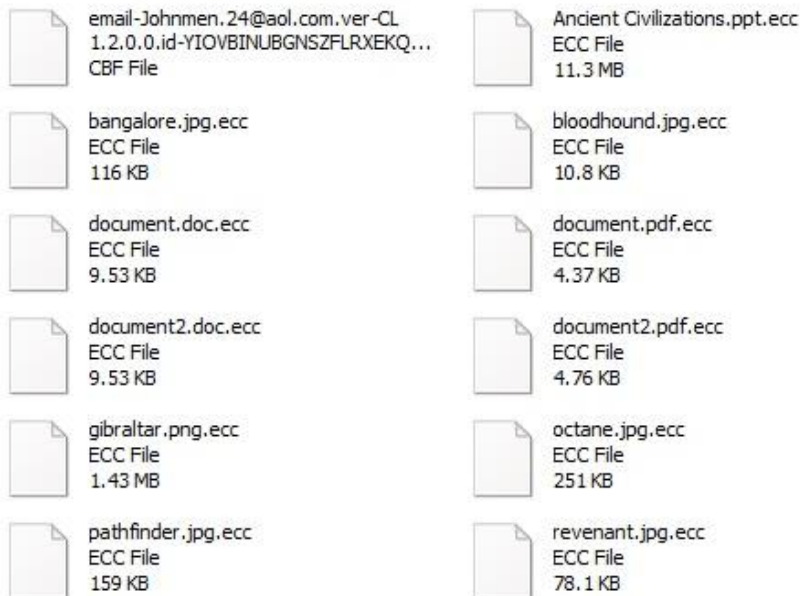 email-Johnmen.24@aol.com.ver-CL
1.2.0.0.id-YIOVBINUBGNSZFLRXEKQ...
CBF File
Ancient Civilizations.ppt.ecc
ECC File
11.3 MB
bangalore.jpg.ecc
ECC File
116 KB
bloodhound.jpg.ecc
ECC File
10.8 KB
document.doc.ecc
ECC File
9.53 KB
document.pdf.ecc
ECC File
4.37 KB
document2.doc.ecc
ECC File
9.53 KB
document2.pdf.ecc
ECC File
4.76 KB
gibraltar.png.ecc
ECC File
1.43 MB
octane.jpg.ecc
ECC File
251 KB
pathfinder.jpg.ecc
ECC File
159 KB
revenant.jpg.ecc
ECC File
78.1 KB